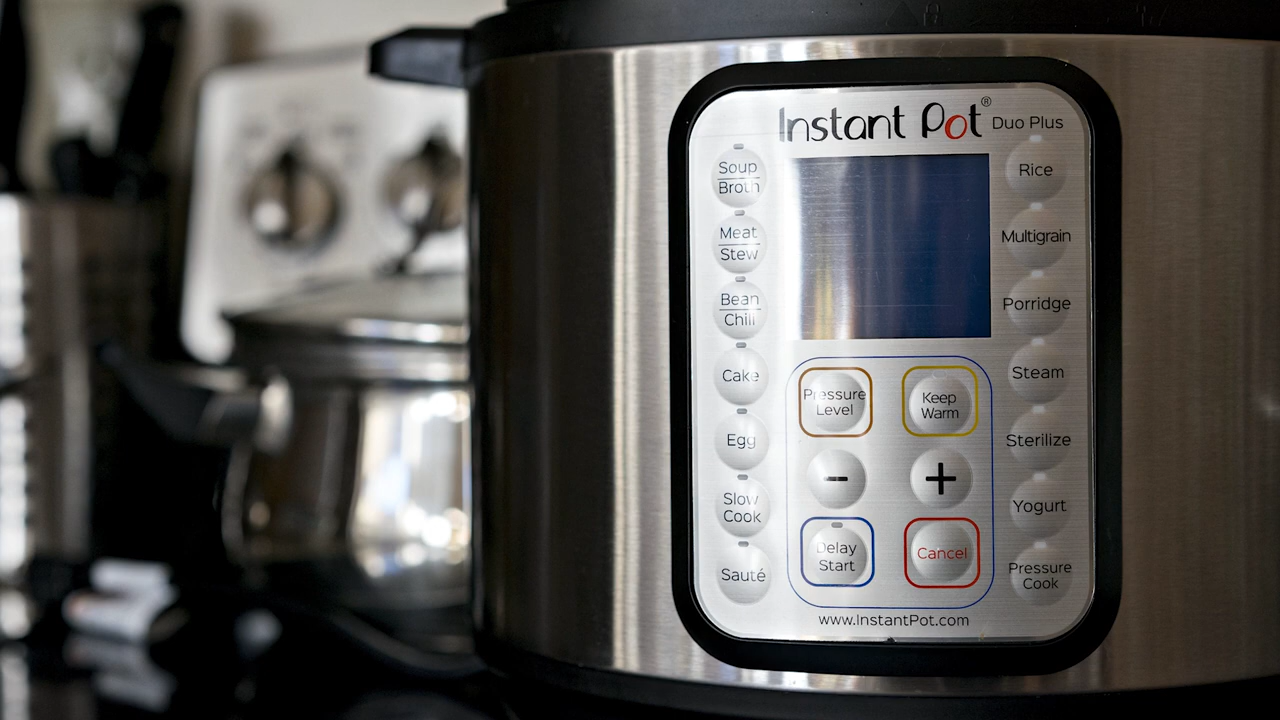 Instant Pot® Duo Plus
Soup
Broth
Meat
Stew
Bean
Chili
Cake
Egg
Slow
Cook
Sauté
Pressure
Level
Keep
Warm
-
+
Delay
Start
Cancel
Rice
Multigrain
Porridge
Steam
Sterilize
Yogurt
Pressure
Cook
www.InstantPot.com